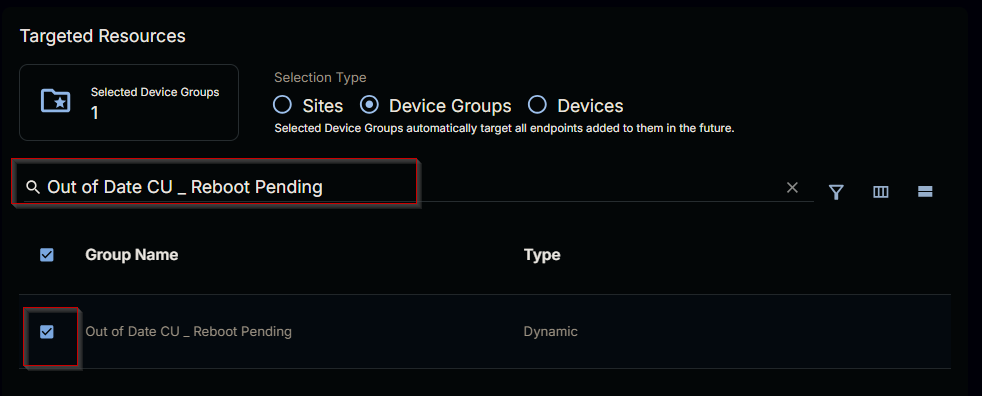 Targeted Resources
Selected Device Groups
1
Selection Type
Sites
Device Groups
Devices
Selected Device Groups automatically target all endpoints added to them in the future.
Out of Date CU _ Reboot Pending
Group Name Type
Out of Date CU _ Reboot Pending Dynamic